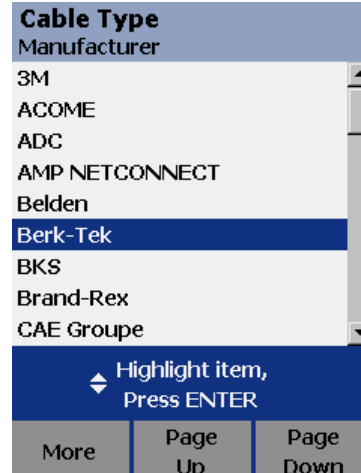 Cable Type
Manufacturer
3M
ACOME
ADC
AMP NETCONNECT
Belden
Berk-Tek
BKS
Brand-Rex
CAE Groupe
Highlight item,
Press ENTER
More
Page
Up
Page
Down